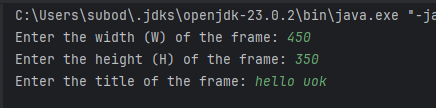 C:\Users\subod\.jdks\openjdk-23.0.2\bin\java.exe "-ja
Enter the width (W) of the frame: 450
Enter the height (H) of the frame: 350
Enter the title of the frame: hello uok